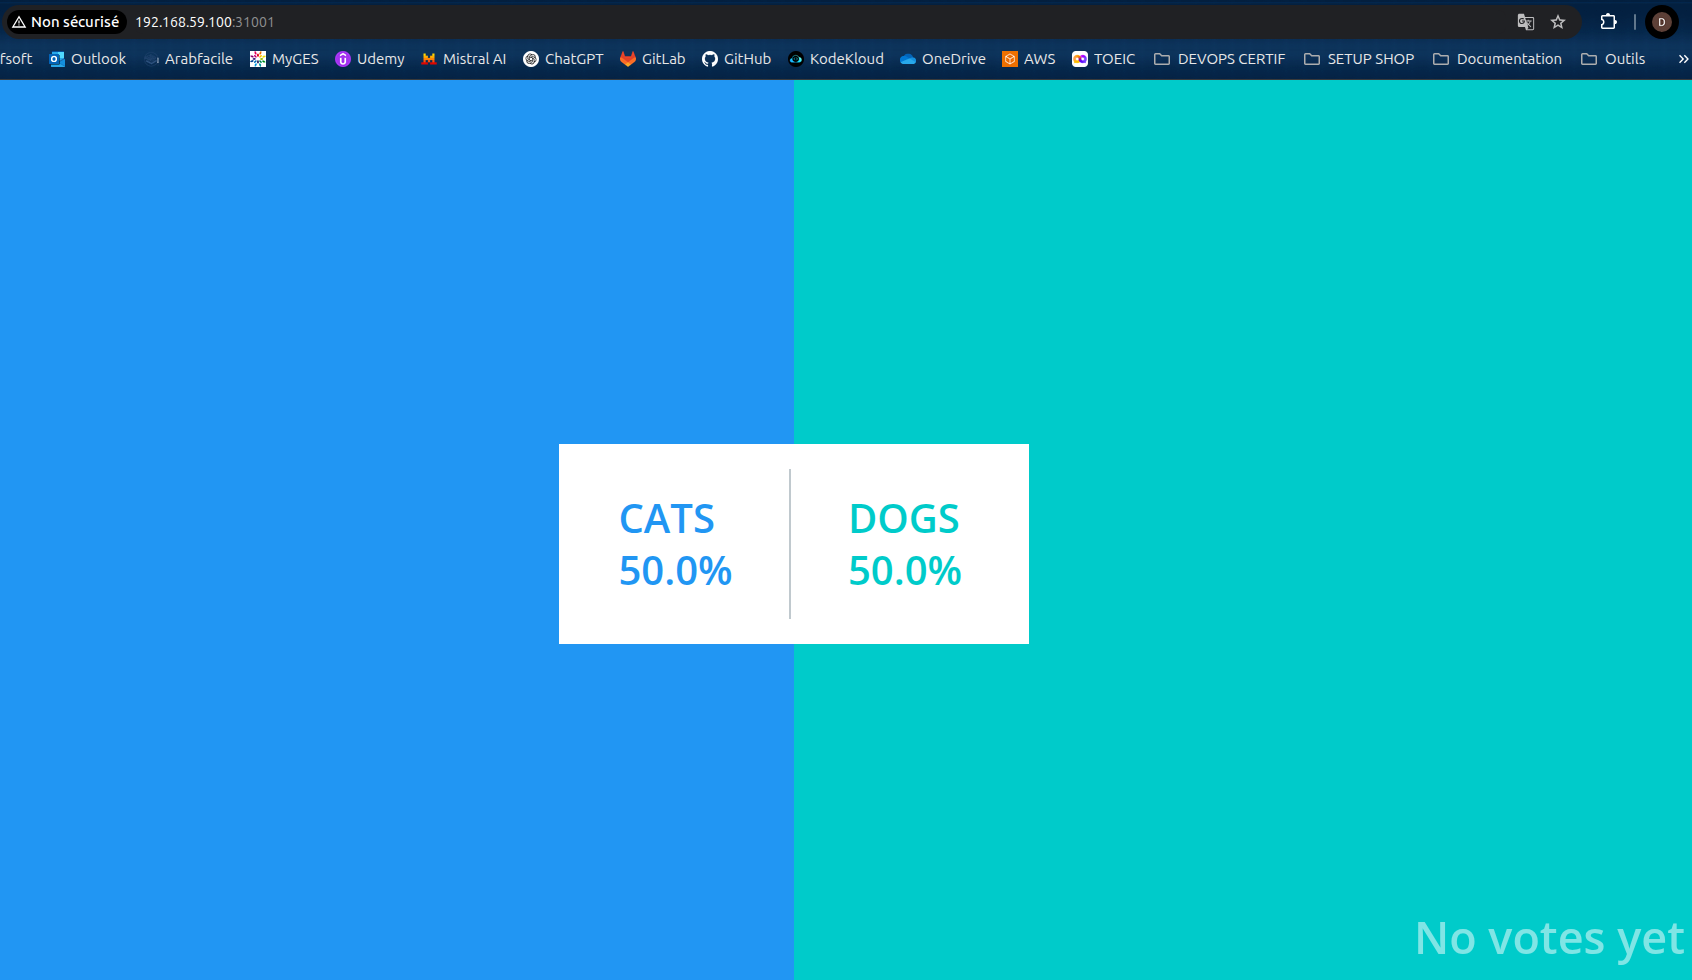 Non sécurisé 192.168.59.100:31001
D
fsoft Outlook Arabfacile MyGES Udemy Mistral AI ChatGPT GitLab GitHub KodeKloud OneDrive AWS TOEIC DEVOPS CERTIF SETUP SHOP Documentation Outils »
CATS
50.0%
DOGS
50.0%
No votes yet